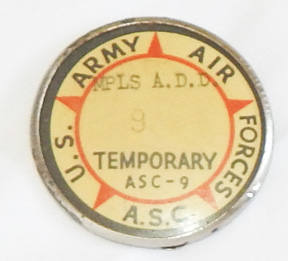 U.S. ARMY AIR FORCES
MPLS A.D.D.
9
TEMPORARY
ASC-9
A.S.C.